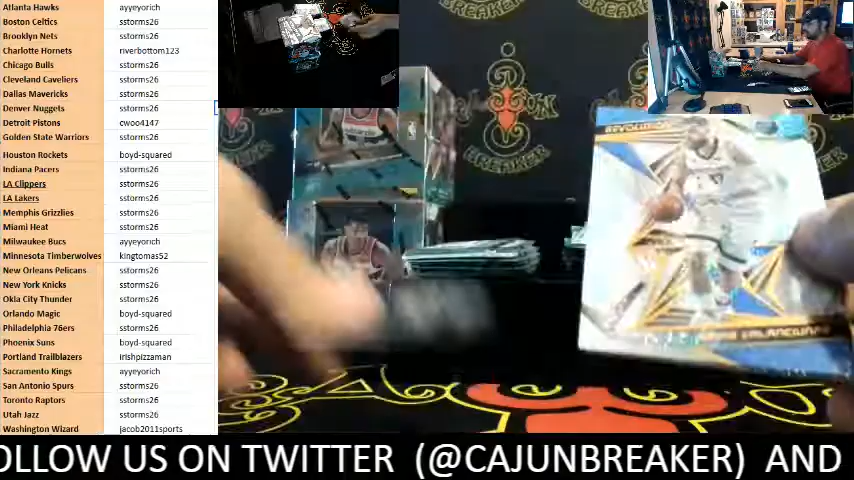 Atlanta Hawks ayyeyorich
Boston Celtics sstorms26
Brooklyn Nets sstorms26
Charlotte Hornets riverbottom123
Chicago Bulls sstorms26
Cleveland Caveliers sstorms26
Dallas Mavericks sstorms26
Denver Nuggets sstorms26
Detroit Pistons cwoo4147
Golden State Warriors sstorms26
Houston Rockets boyd-squared
Indiana Pacers sstorms26
LA Clippers sstorms26
LA Lakers sstorms26
Memphis Grizzlies sstorms26
Miami Heat sstorms26
Milwaukee Bucs ayyeyorich
Minnesota Timberwolves kingtomas52
New Orleans Pelicans sstorms26
New York Knicks sstorms26
Okla City Thunder sstorms26
Orlando Magic boyd-squared
Philadelphia 76ers sstorms26
Phoenix Suns boyd-squared
Portland Trailblazers irishpizzaman
Sacramento Kings ayyeyorich
San Antonio Spurs sstorms26
Toronto Raptors sstorms26
Utah Jazz sstorms26
Washington Wizard jacob2011sports
REVOLUTION
BREAKER
OLLOW US ON TWITTER (@CAJUNBREAKER) AND